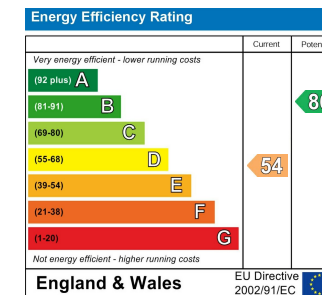 Energy Efficiency Rating
Current
Very energy efficient - lower running costs
(92 plus) A
(81-91) B
(69-80) C
(55-68) D
54
(39-54) E
(21-38) F
(1-20) G
Not energy efficient - higher running costs
England & Wales
EU Directive
2002/91/EC